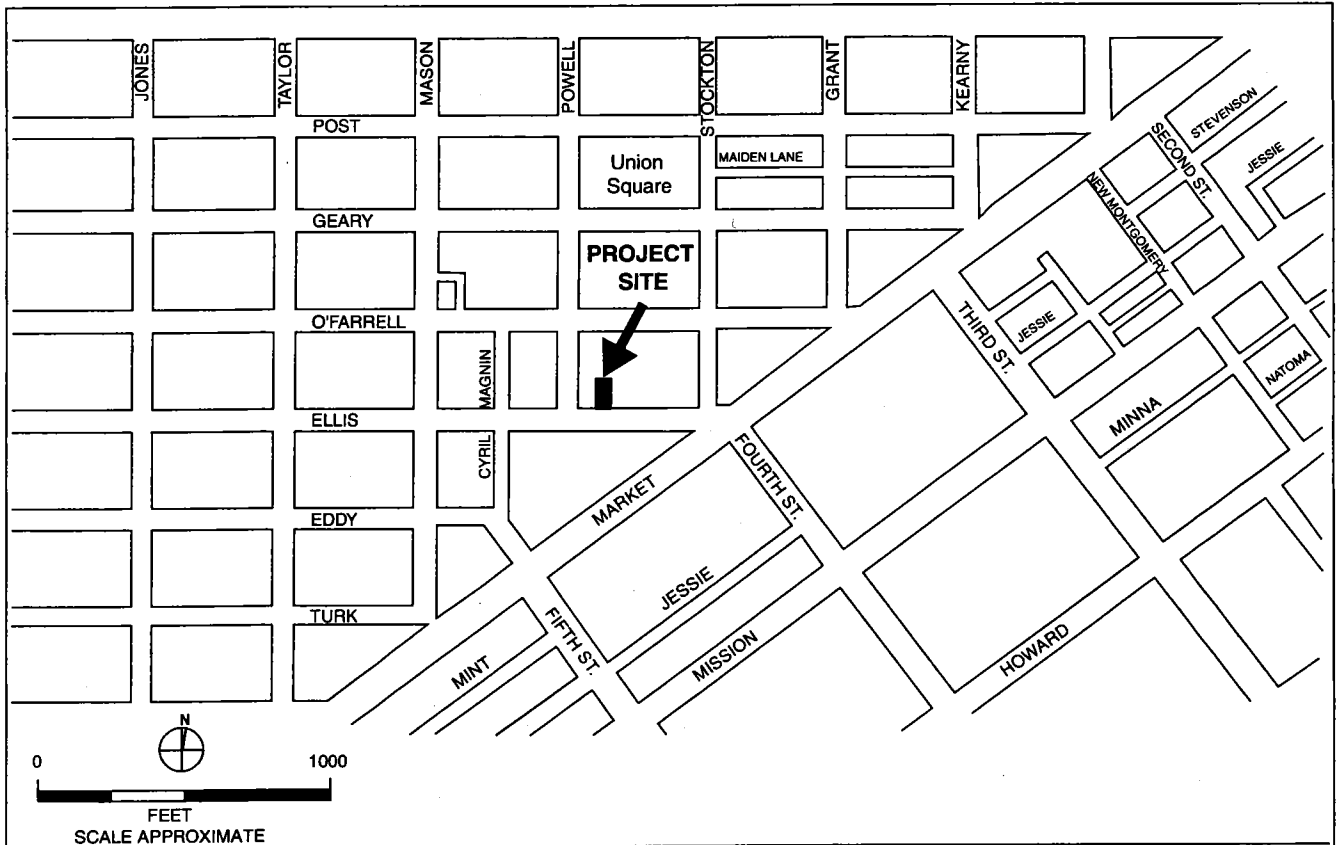 JONES
TAYLOR
MASON
POWELL
STOCKTON
GRANT
KEARNY
POST
Union
Square
MAIDEN LANE
SECOND ST.
STEVENSON
JESSIE
NEW MONTGOMERY
GEARY
PROJECT
SITE
O'FARRELL
MAGNIN
CYRIL
THIRD ST.
JESSIE
NATOMA
MINNA
ELLIS
MARKET
FOURTH ST.
EDDY
JESSIE
FIFTH ST.
TURK
MINT
MISSION
HOWARD
N
0
1000
FEET
SCALE APPROXIMATE